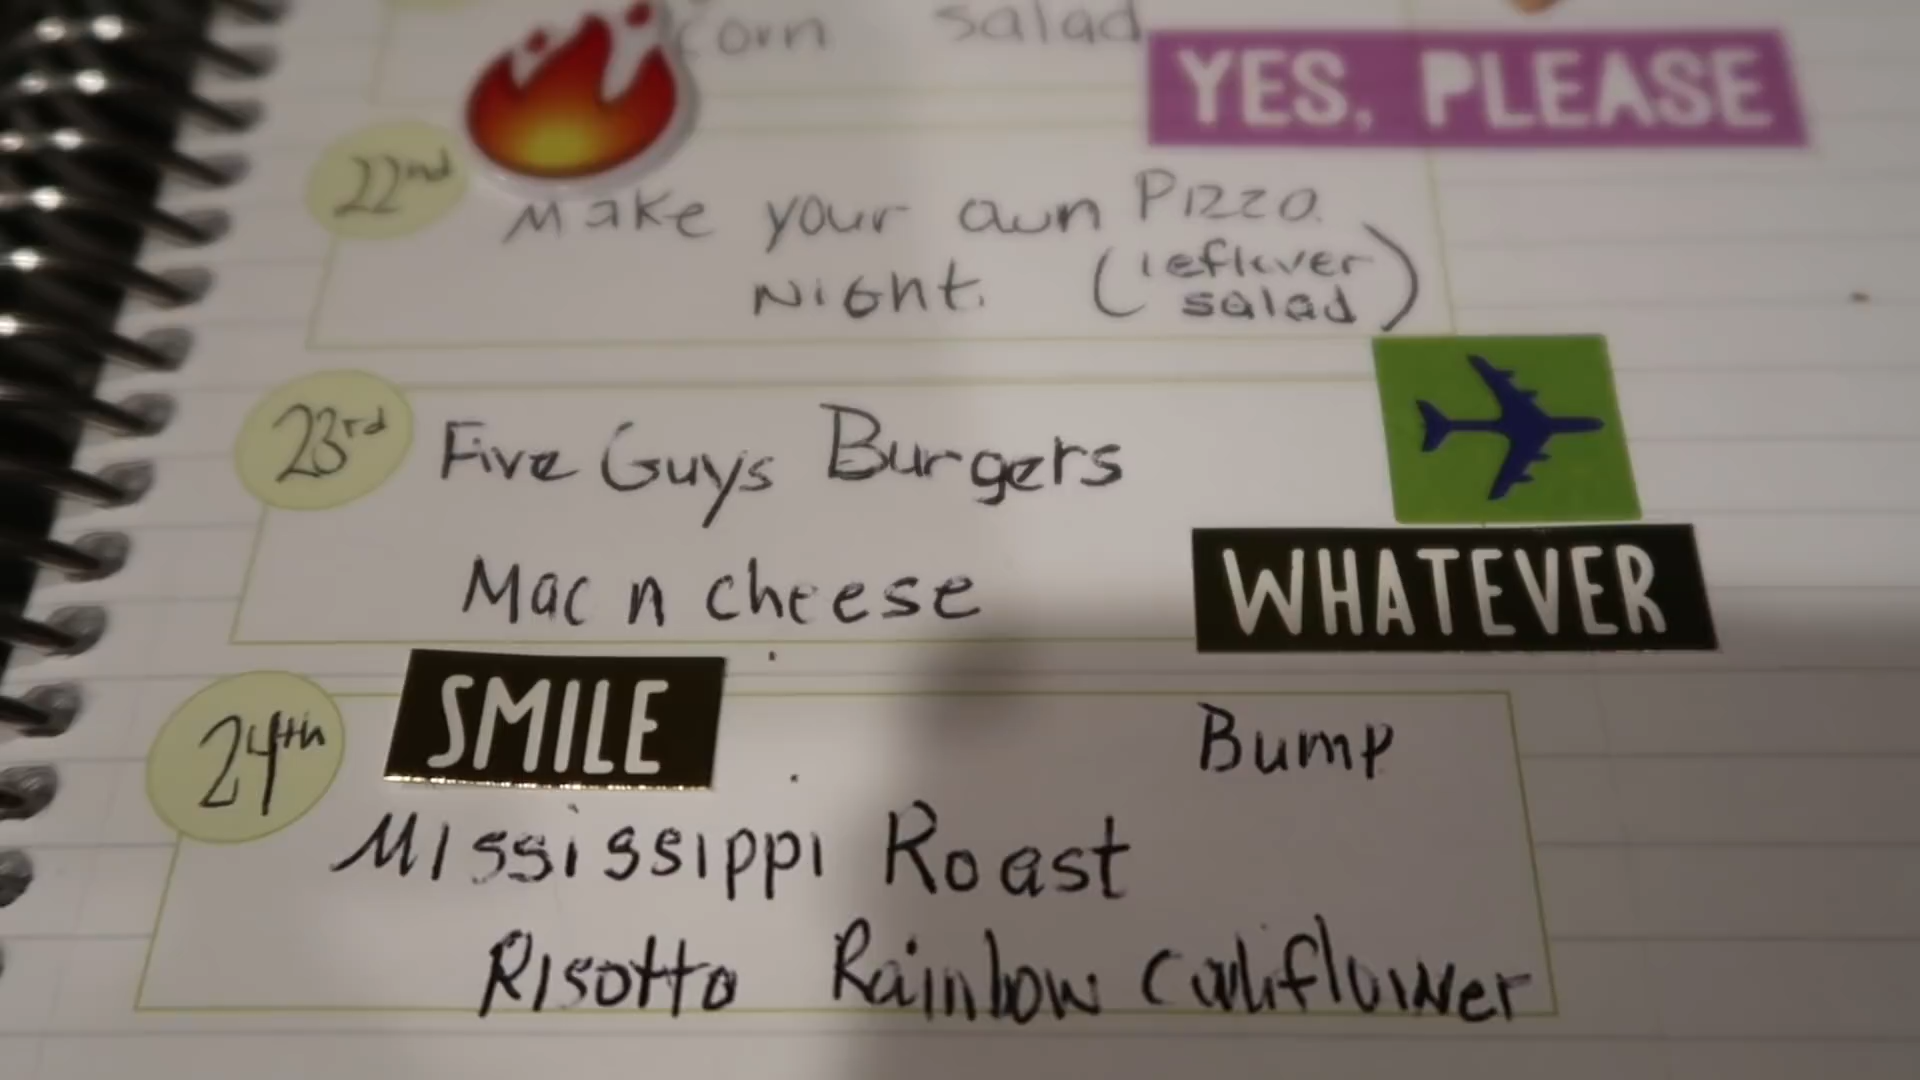 corn salad
YES, PLEASE
22nd
Make your own Pizza
Night. (leftover
salad)
23rd
Five Guys Burgers
Mac n cheese
WHATEVER
24th
SMILE
Bump
Mississippi Roast
Risotto Rainbow Califlower